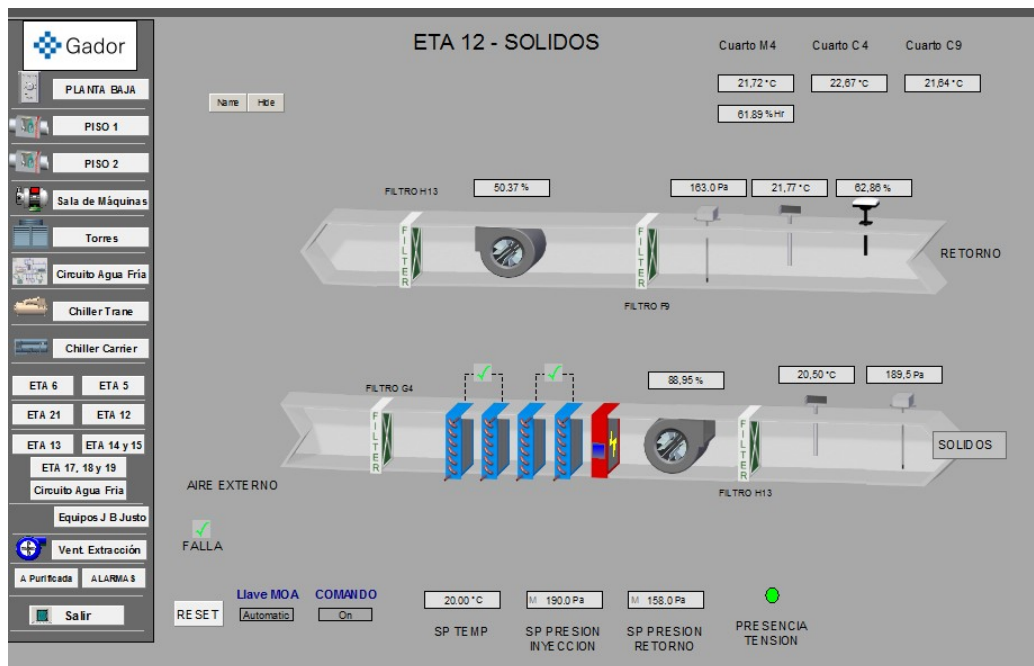 Gador
PLANTA BAJA
PISO 1
PISO 2
Sala de Máquinas
Torres
Circuito Agua Fría
Chiller Trane
Chiller Carrier
ETA 6
ETA 5
ETA 21
ETA 12
ETA 13
ETA 14 y 15
ETA 17, 18 y 19
Circuito Agua Fria
Equipos J B Justo
Vent. Extracción
A Purificada
ALARMAS
Salir
ETA 12 - SOLIDOS
Cuarto M4
Cuarto C4
Cuarto C9
21,72 °C
22,67 °C
21,64 °C
61.89 %Hr
Name
Hide
FILTRO H13
50.37 %
163.0 Pa
21,77 °C
62,86 %
FILTER
FILTER
RETORNO
FILTRO F9
FILTRO G4
88,95 %
20,50 °C
189,5 Pa
FILTER
FILTER
SOLIDOS
FILTRO H13
AIRE EXTERNO
FALLA
RESET
Llave MOA
Automatic
COMANDO
On
20.00 °C
SP TEMP
M 190.0 Pa
SP PRESION
INYECCION
M 158.0 Pa
SP PRESION
RETORNO
PRESENCIA
TENSION